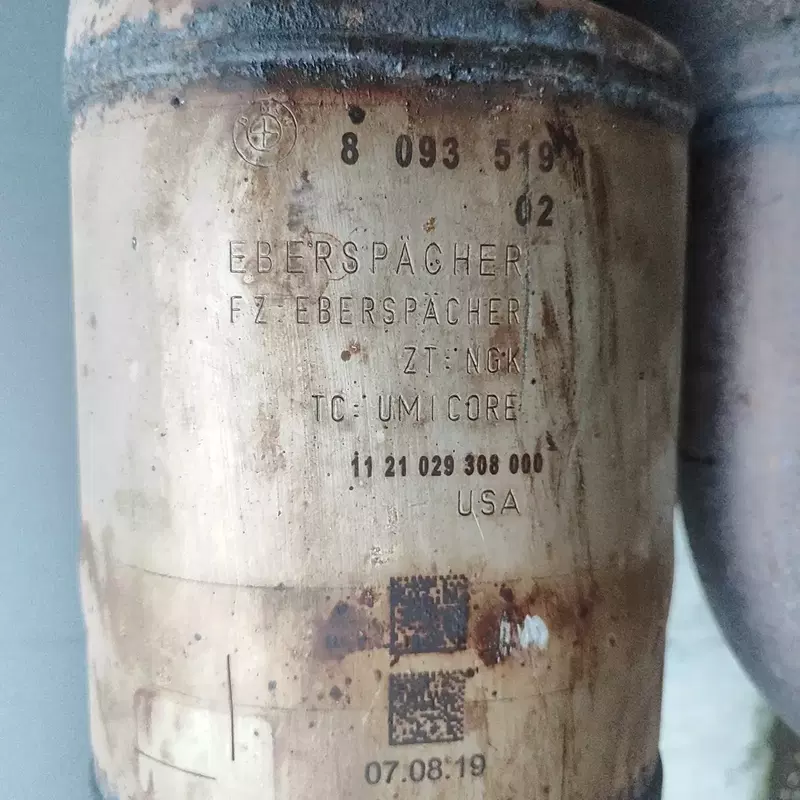 8 093 519
02
EBERSPÄCHER
FZ=EBERSPÄCHER
ZT=NGK
TC=UMICORE
11 21 029 308 000
USA
07.08.19